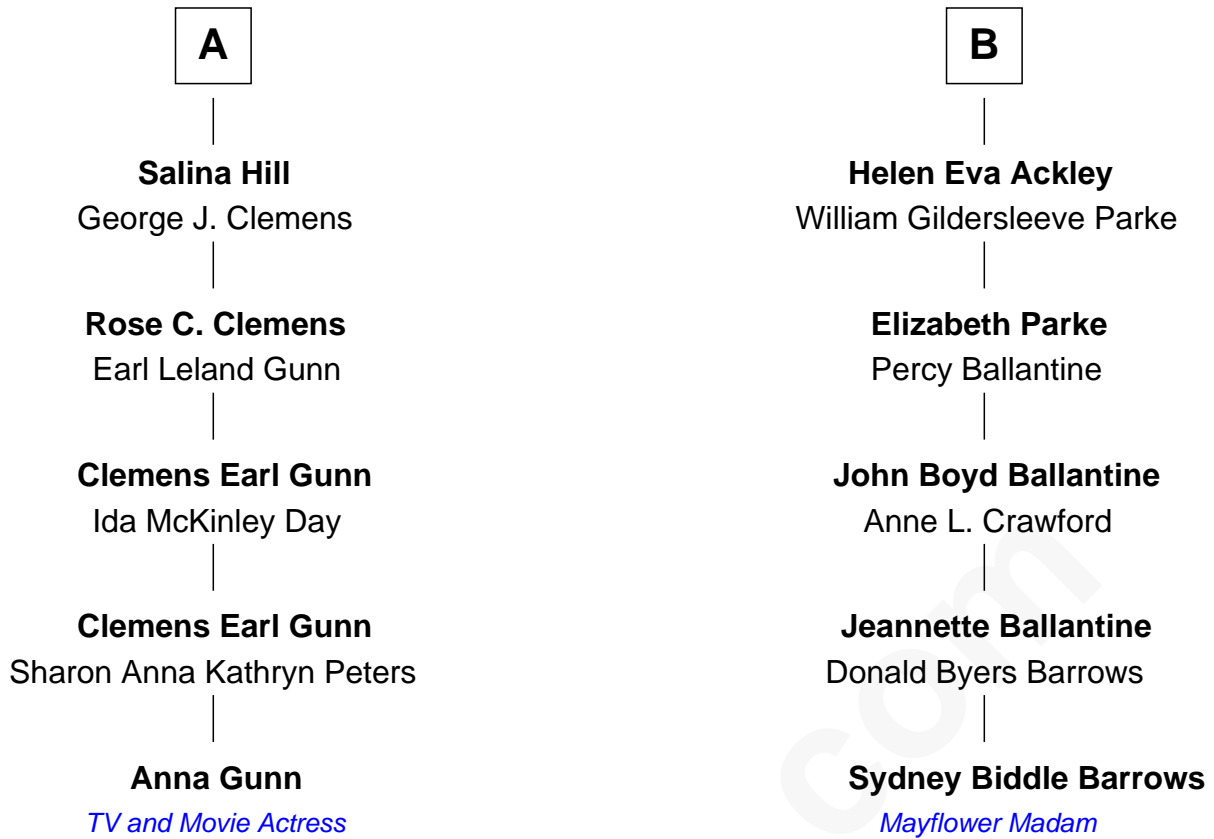 A
Salina Hill
George J. Clemens
Rose C. Clemens
Earl Leland Gunn
Clemens Earl Gunn
Ida McKinley Day
Clemens Earl Gunn
Sharon Anna Kathryn Peters
Anna Gunn
TV and Movie Actress
B
Helen Eva Ackley
William Gildersleeve Parke
Elizabeth Parke
Percy Ballantine
John Boyd Ballantine
Anne L. Crawford
Jeannette Ballantine
Donald Byers Barrows
Sydney Biddle Barrows
Mayflower Madam
com